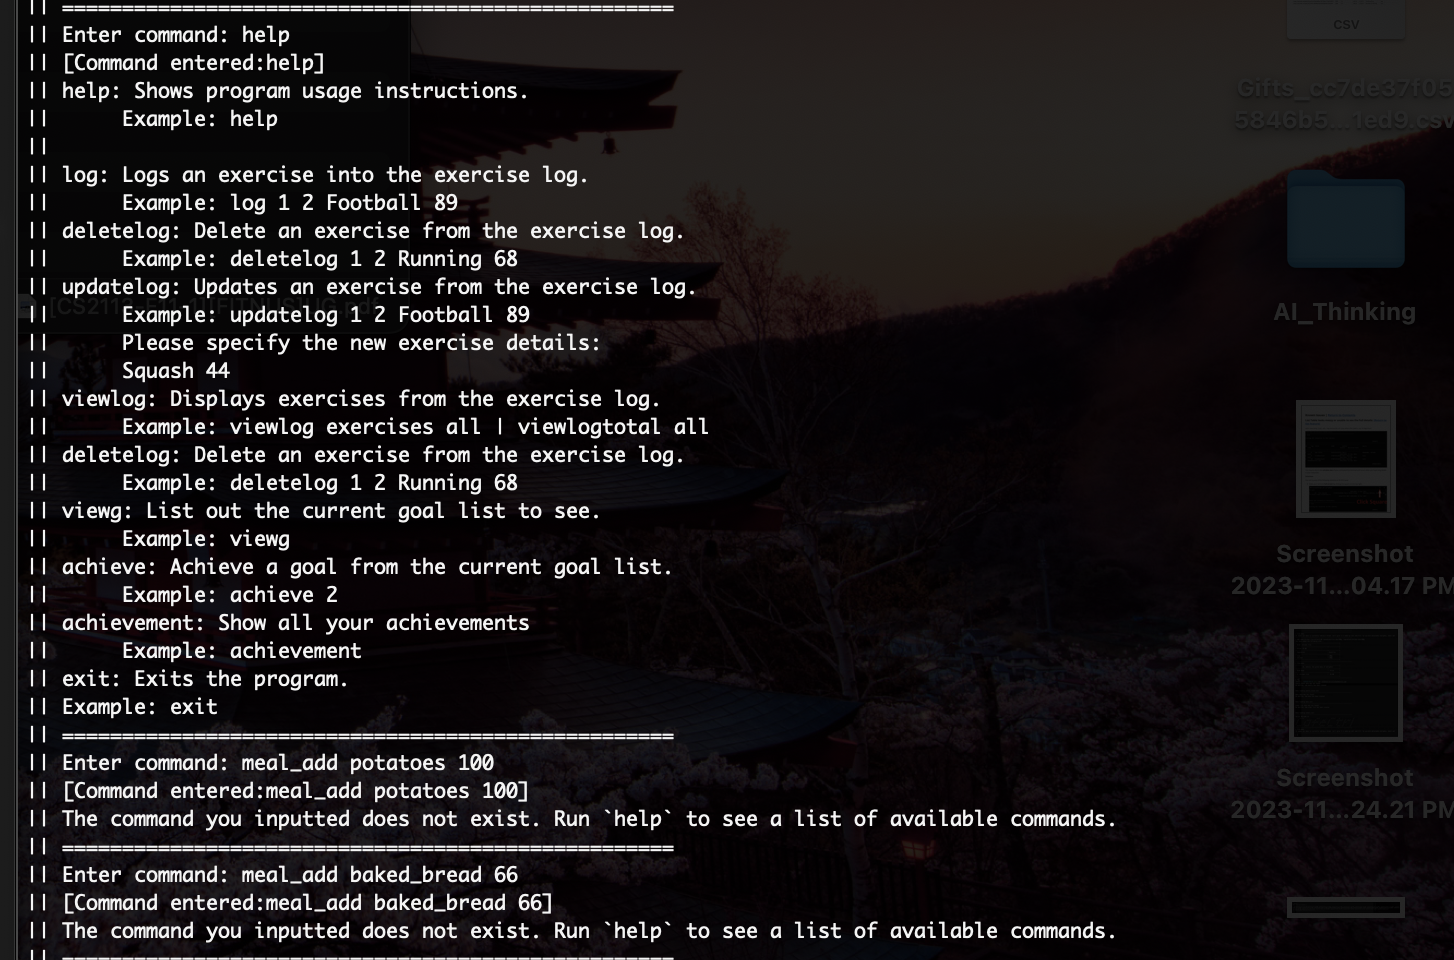 || ===================================================
|| Enter command: help
|| [Command entered:help]
|| help: Shows program usage instructions.
||      Example: help
||
|| log: Logs an exercise into the exercise log.
||      Example: log 1 2 Football 89
|| deletelog: Delete an exercise from the exercise log.
||      Example: deletelog 1 2 Running 68
|| updatelog: Updates an exercise from the exercise log.
||      Example: updatelog 1 2 Football 89
||      Please specify the new exercise details:
||      Squash 44
|| viewlog: Displays exercises from the exercise log.
||      Example: viewlog exercises all | viewlogtotal all
|| deletelog: Delete an exercise from the exercise log.
||      Example: deletelog 1 2 Running 68
|| viewg: List out the current goal list to see.
||      Example: viewg
|| achieve: Achieve a goal from the current goal list.
||      Example: achieve 2
|| achievement: Show all your achievements
||      Example: achievement
|| exit: Exits the program.
|| Example: exit
|| ===================================================
|| Enter command: meal_add potatoes 100
|| [Command entered:meal_add potatoes 100]
|| The command you inputted does not exist. Run `help` to see a list of available commands.
|| ===================================================
|| Enter command: meal_add baked_bread 66
|| [Command entered:meal_add baked_bread 66]
|| The command you inputted does not exist. Run `help` to see a list of available commands.
|| ===================================================
CSV
Gifts_cc7de37f05
5846b5...1ed9.csv
AI_Thinking
Screenshot
2023-11...04.17 PM
Screenshot
2023-11...24.21 PM